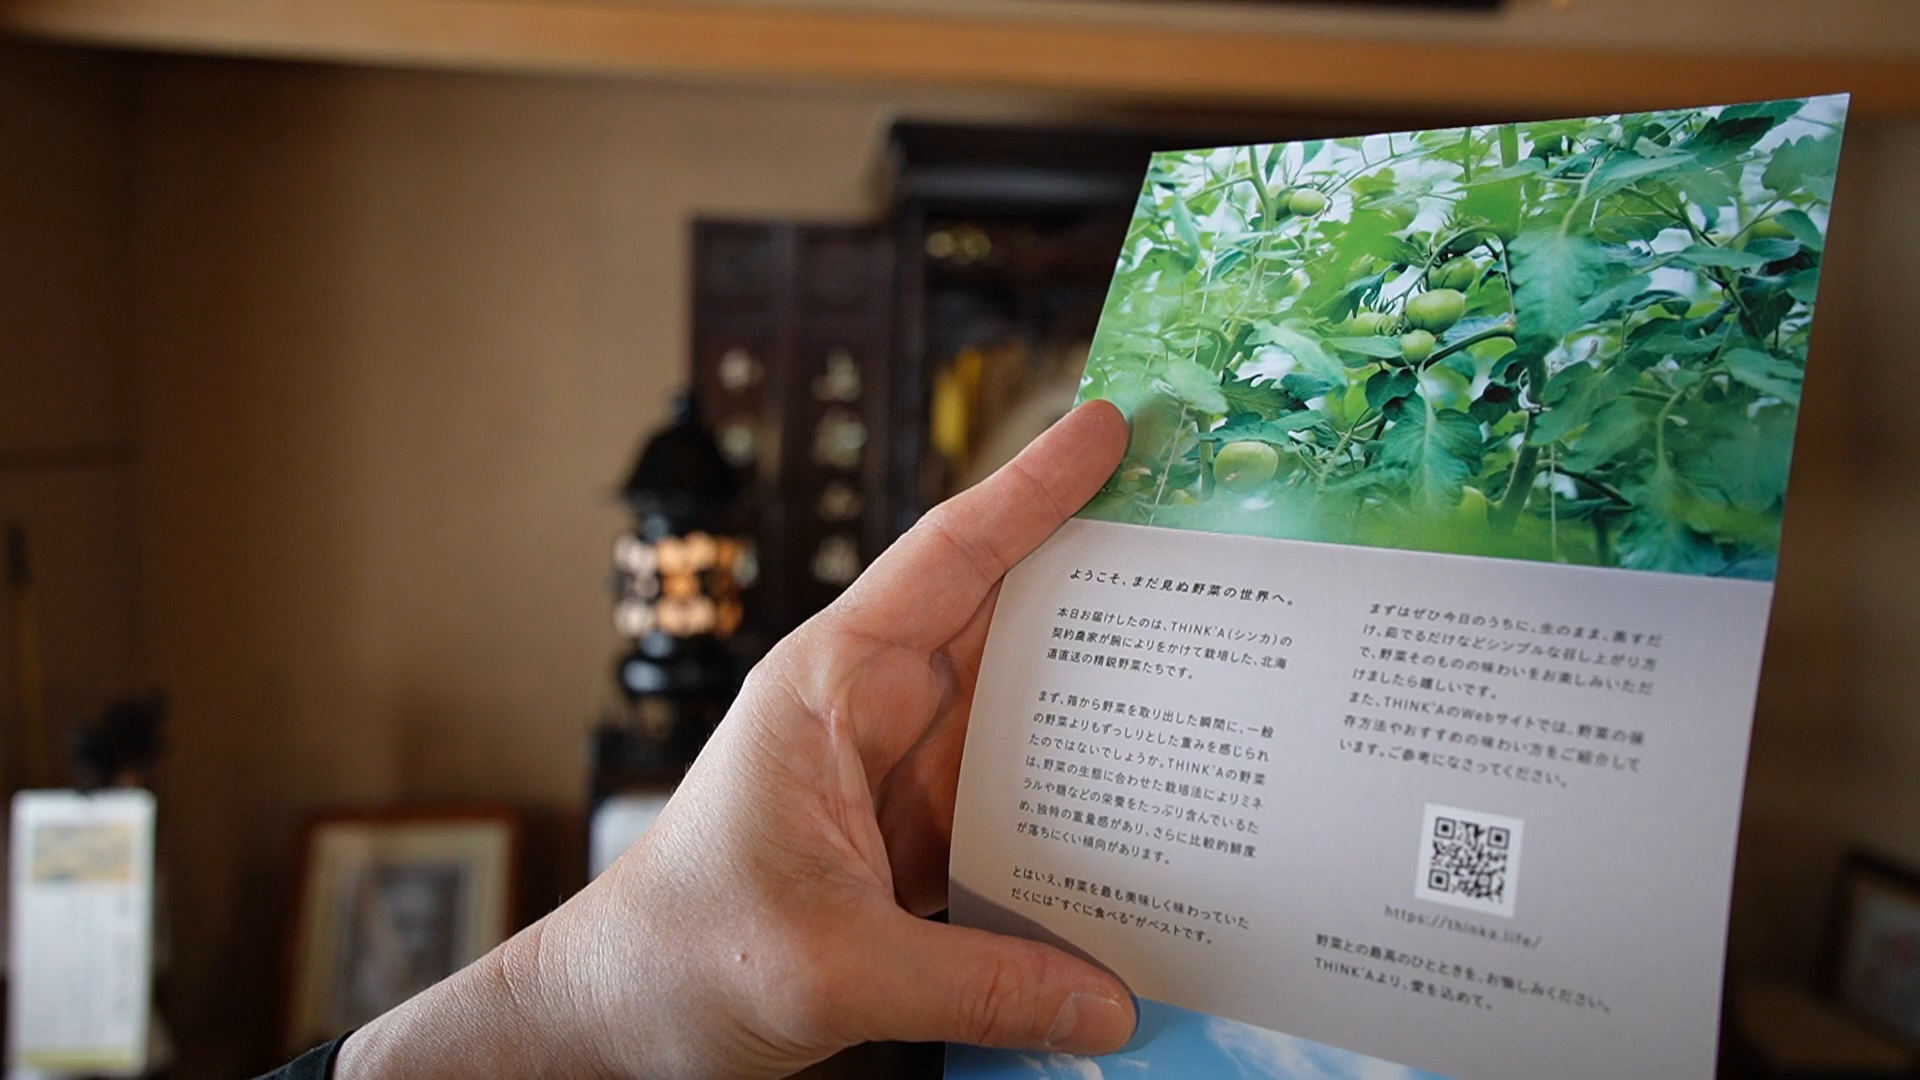 ようこそ、まだ見ぬ野菜の世界へ。
本日お届けしたのは、THINK'A(シンカ)の
契約農家が腕によりをかけて栽培した、北海
道直送の精鋭野菜たちです。
まず、箱から野菜を取り出した瞬間に、一般
の野菜よりもずっしりとした重みを感じられ
たのではないでしょうか。THINK'Aの野菜
は、野菜の生態に合わせた栽培法によりミネ
ラルや糖などの栄養をたっぷり含んでいるた
め、独特の重量感があり、さらに比較的鮮度
が落ちにくい傾向があります。
とはいえ、野菜を最も美味しく味わっていた
だくには"すぐに食べる"がベストです。
まずはぜひ今日のうちに、生のまま、蒸すだ
け、茹でるだけなどシンプルな召し上がり方
で、野菜そのものの味わいをお楽しみいただ
けましたら嬉しいです。
また、THINK'AのWebサイトでは、野菜の保
存方法やおすすめの味わい方をご紹介して
います。ご参考になさってください。
https://thinka.life/
野菜との最高のひとときを、お愉しみください。
THINK'Aより、愛を込めて。